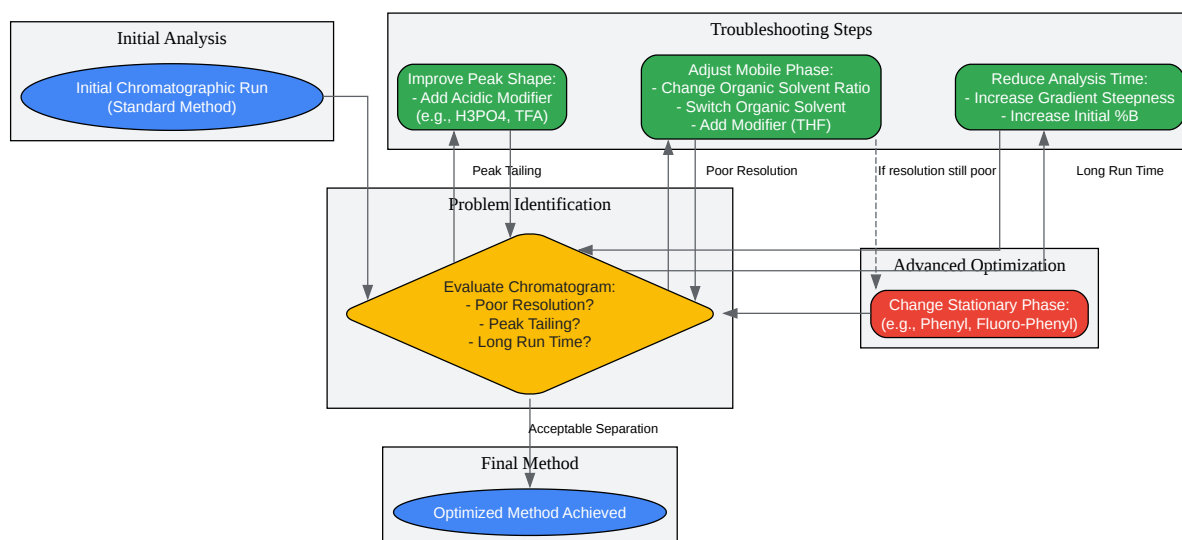 Initial Analysis
Initial Chromatographic Run
(Standard Method)
Troubleshooting Steps
Improve Peak Shape:
- Add Acidic Modifier
(e.g., H3PO4, TFA)
Adjust Mobile Phase:
- Change Organic Solvent Ratio
- Switch Organic Solvent
- Add Modifier (THF)
Reduce Analysis Time:
- Increase Gradient Steepness
- Increase Initial %B
Peak Tailing
Poor Resolution
If resolution still poor
Long Run Time
Problem Identification
Evaluate Chromatogram:
- Poor Resolution?
- Peak Tailing?
- Long Run Time?
Advanced Optimization
Change Stationary Phase:
(e.g., Phenyl, Fluoro-Phenyl)
Acceptable Separation
Final Method
Optimized Method Achieved